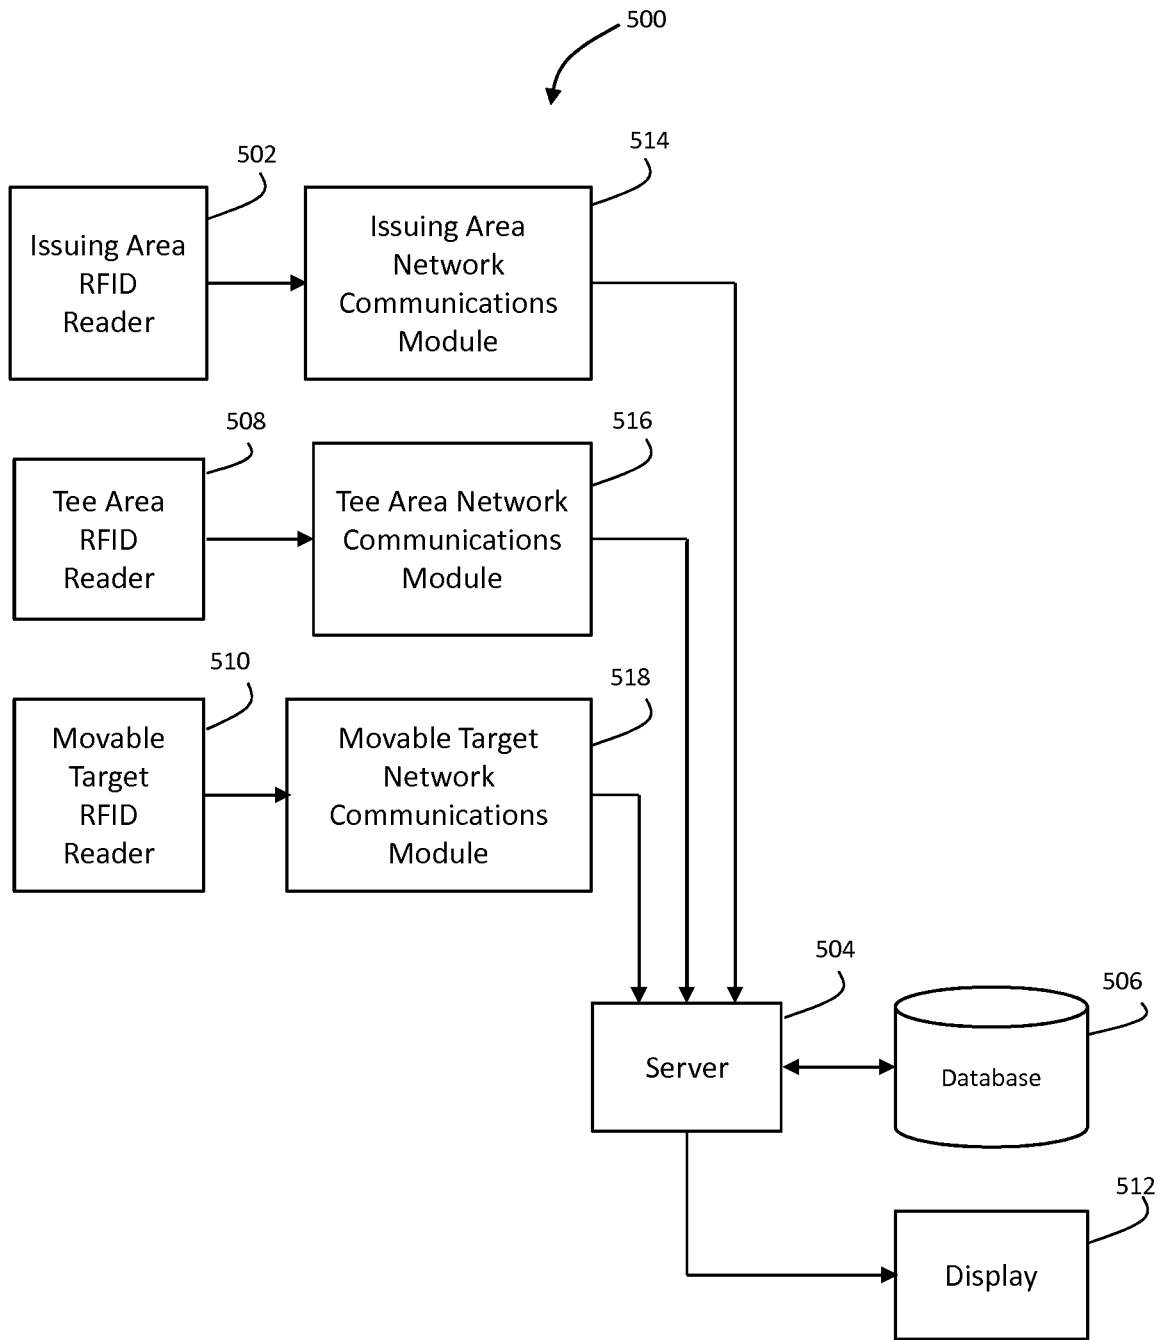 500
502
Issuing Area
RFID
Reader
514
Issuing Area
Network
Communications
Module
508
Tee Area
RFID
Reader
516
Tee Area Network
Communications
Module
510
Movable
Target
RFID
Reader
518
Movable Target
Network
Communications
Module
504
Server
506
Database
512
Display